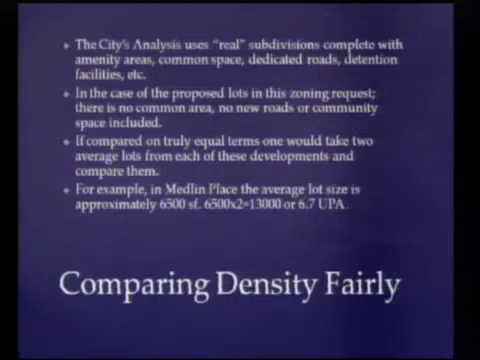 The City's Analysis uses "real" subdivisions complete with
amenity areas, common space, dedicated roads, detention
facilities, etc.
In the case of the proposed lots in this zoning request;
there is no common area, no new roads or community
space included.
If compared on truly equal terms one would take two
average lots from each of these developments and
compare them.
For example, in Medlin Place the average lot size is
approximately 6500 sf. 6500x2=13000 or 6.7 UPA.
Comparing Density Fairly